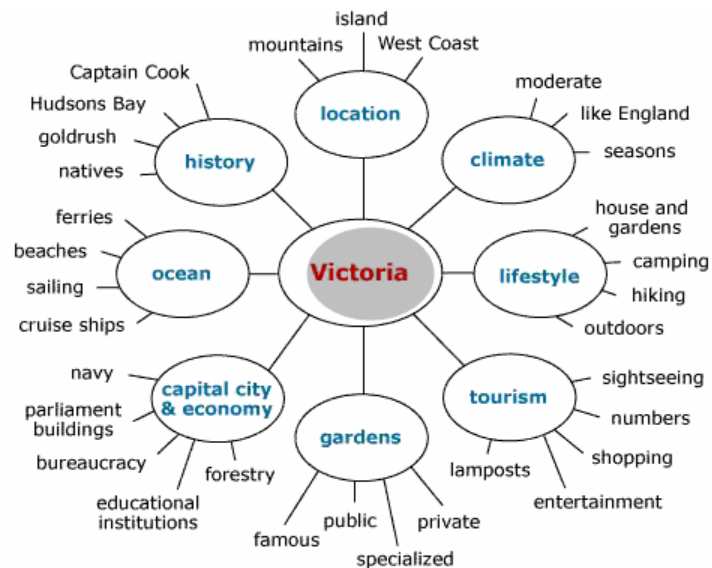 island
mountains
West Coast
location
Captain Cook
Hudsons Bay
goldrush
natives
history
moderate
like England
seasons
climate
ferries
beaches
sailing
cruise ships
ocean
Victoria
house and
gardens
camping
hiking
outdoors
lifestyle
navy
parliament
buildings
bureaucracy
educational
institutions
forestry
capital city
& economy
gardens
famous
public
specialized
private
tourism
sightseeing
numbers
shopping
entertainment
lamposts